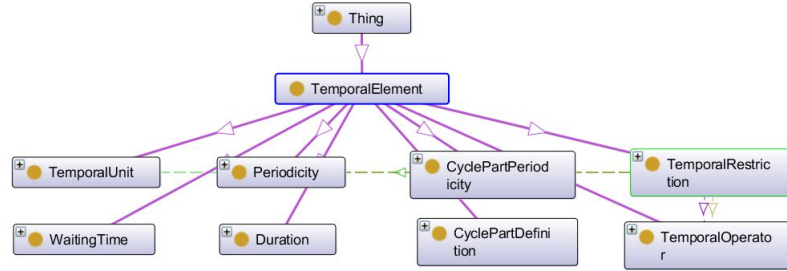 Thing
TemporalElement
TemporalUnit
Periodicity
CyclePartPeriod
icity
TemporalRestric
tion
WaitingTime
Duration
CyclePartDefini
tion
TemporalOperato
r